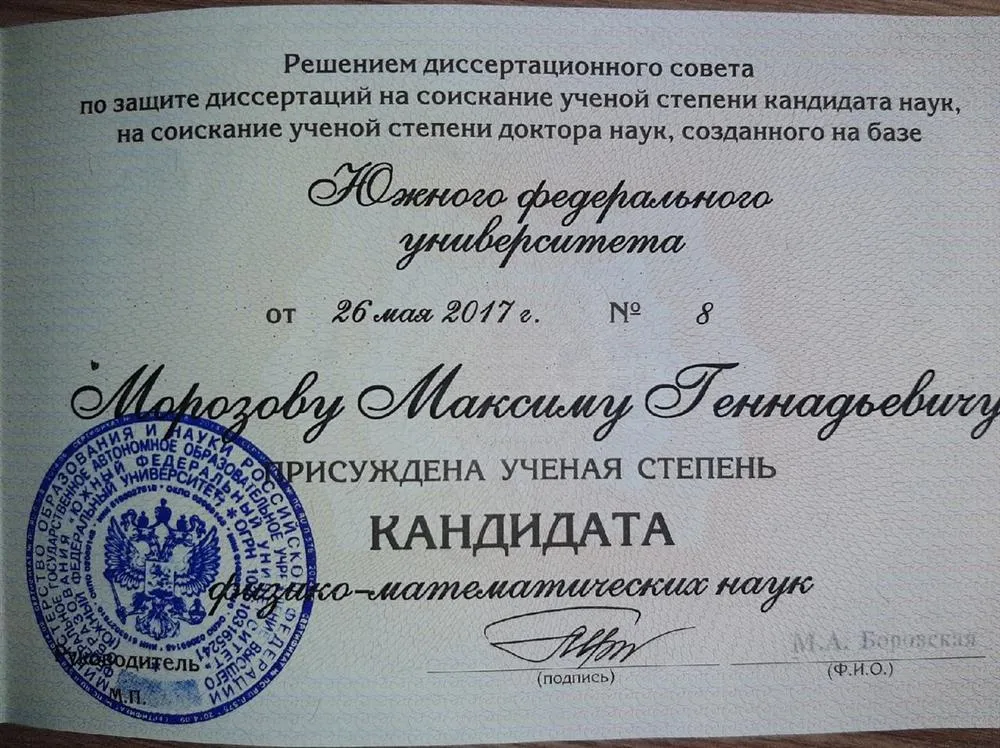 Решением диссертационного совета
по защите диссертаций на соискание ученой степени кандидата наук,
на соискание ученой степени доктора наук, созданного на базе
Южного федерального
университета
от 26 мая 2017 г. № 8
Морозову Максиму Геннадьевичу
ПРИСУЖДЕНА УЧЕНАЯ СТЕПЕНЬ
КАНДИДАТА
физико-математических наук
Руководитель
М.П.
(подпись)
М.А. Боровская
(Ф.И.О.)